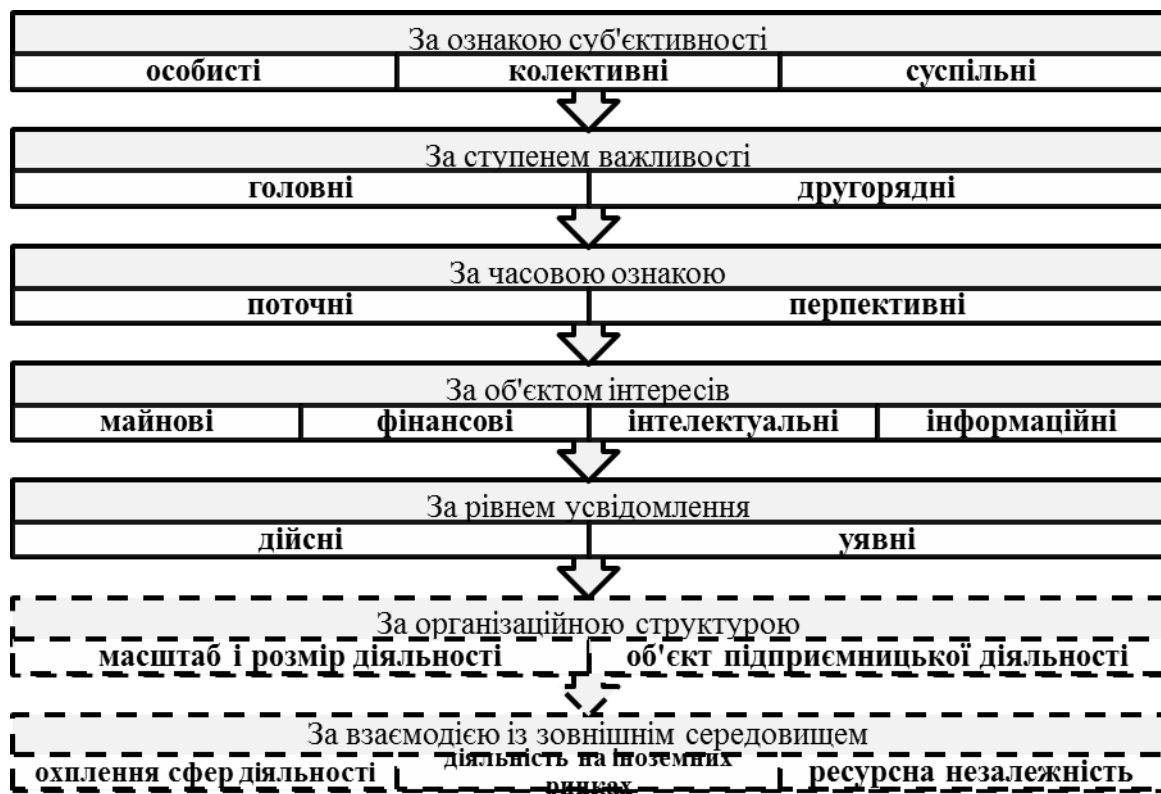 За ознакою суб'єктивності
особисті колективні суспільні
За ступенем важливості
головні другорядні
За часовою ознакою
поточні перпективні
За об'єктом інтересів
майнові фінансові інтелектуальні інформаційні
За рівнем усвідомлення
дійсні уявні
За організаційною структурою
масштаб і розмір діяльності об'єкт підприємницької діяльності
За взаємодією із зовнішнім середовищем
охплення сфер діяльності діяльність на іноземних ринках ресурсна незалежність